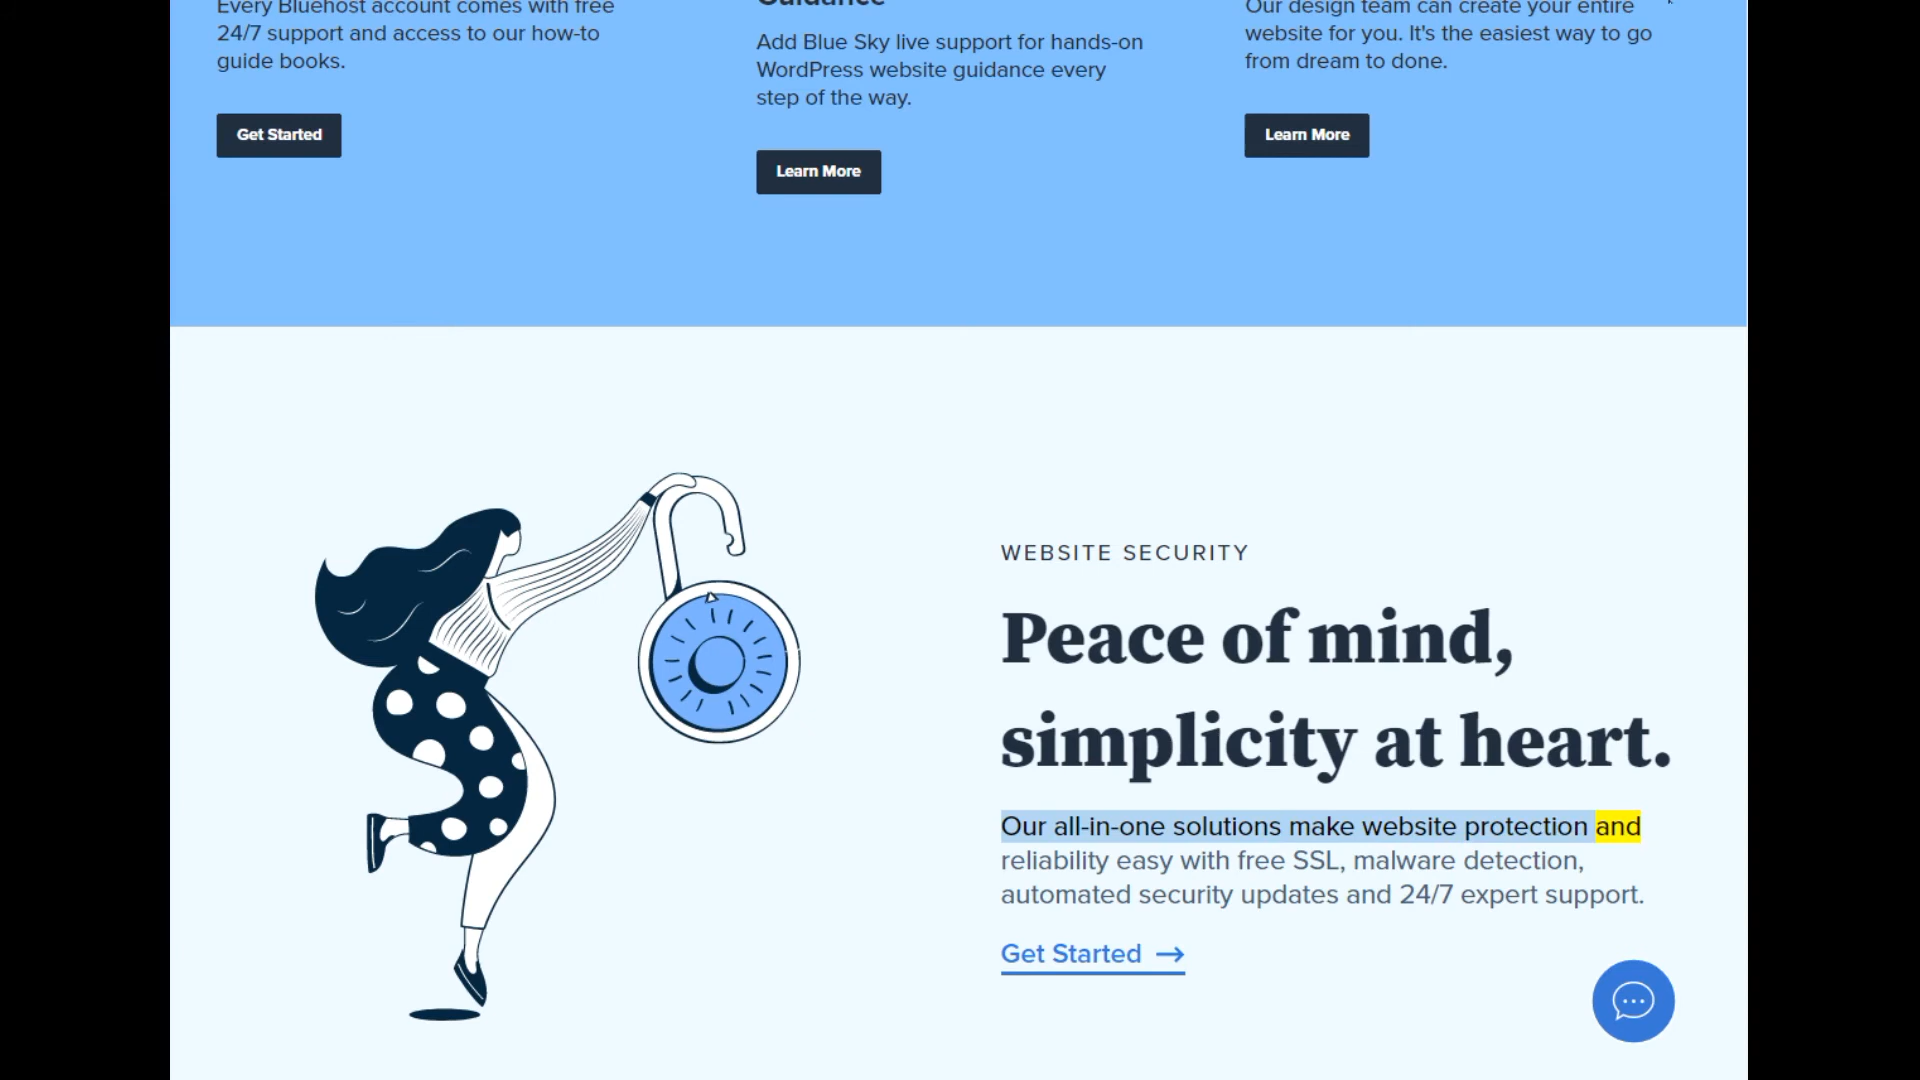 Every Bluehost account comes with free
24/7 support and access to our how-to
guide books.
Get Started
Guidance
Add Blue Sky live support for hands-on
WordPress website guidance every
step of the way.
Learn More
Our design team can create your entire
website for you. It's the easiest way to go
from dream to done.
Learn More
WEBSITE SECURITY
Peace of mind,
simplicity at heart.
Our all-in-one solutions make website protection and
reliability easy with free SSL, malware detection,
automated security updates and 24/7 expert support.
Get Started →